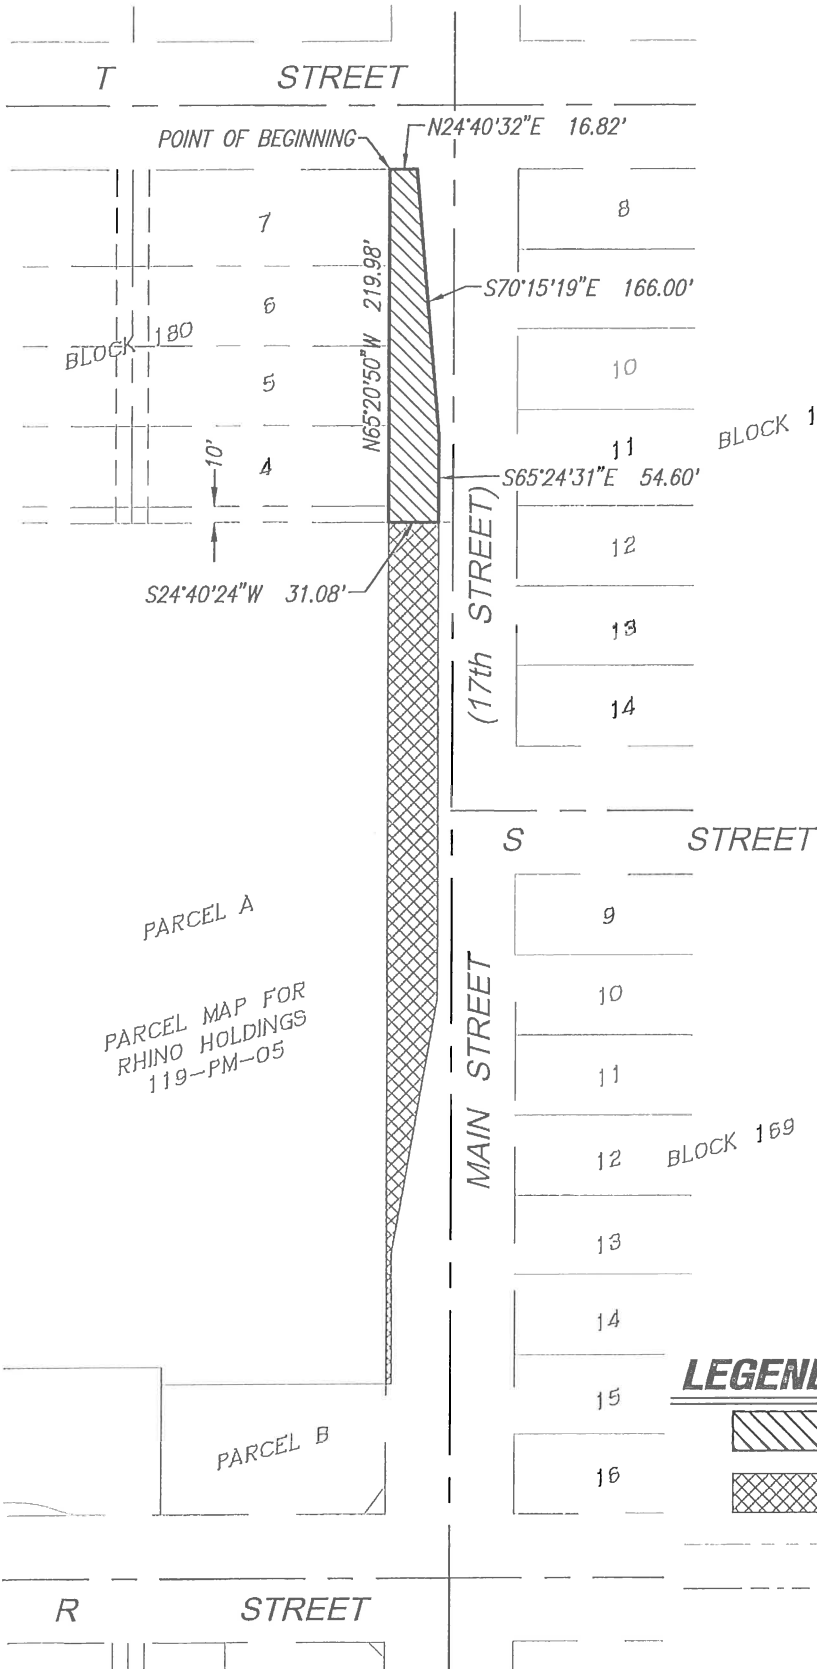 T STREET
POINT OF BEGINNING
N24°40'32"E 16.82'
7
8
N65°20'50"W 219.98'
S70°15'19"E 166.00'
6
BLOCK 180
10
5
BLOCK 1
11
10'
4
S65°24'31"E 54.60'
12
S24°40'24"W 31.08'
(17th STREET)
13
14
S STREET
PARCEL A
9
MAIN STREET
10
PARCEL MAP FOR
RHINO HOLDINGS
119-PM-05
11
12
BLOCK 169
13
14
LEGEND
15
PARCEL B
16
R STREET